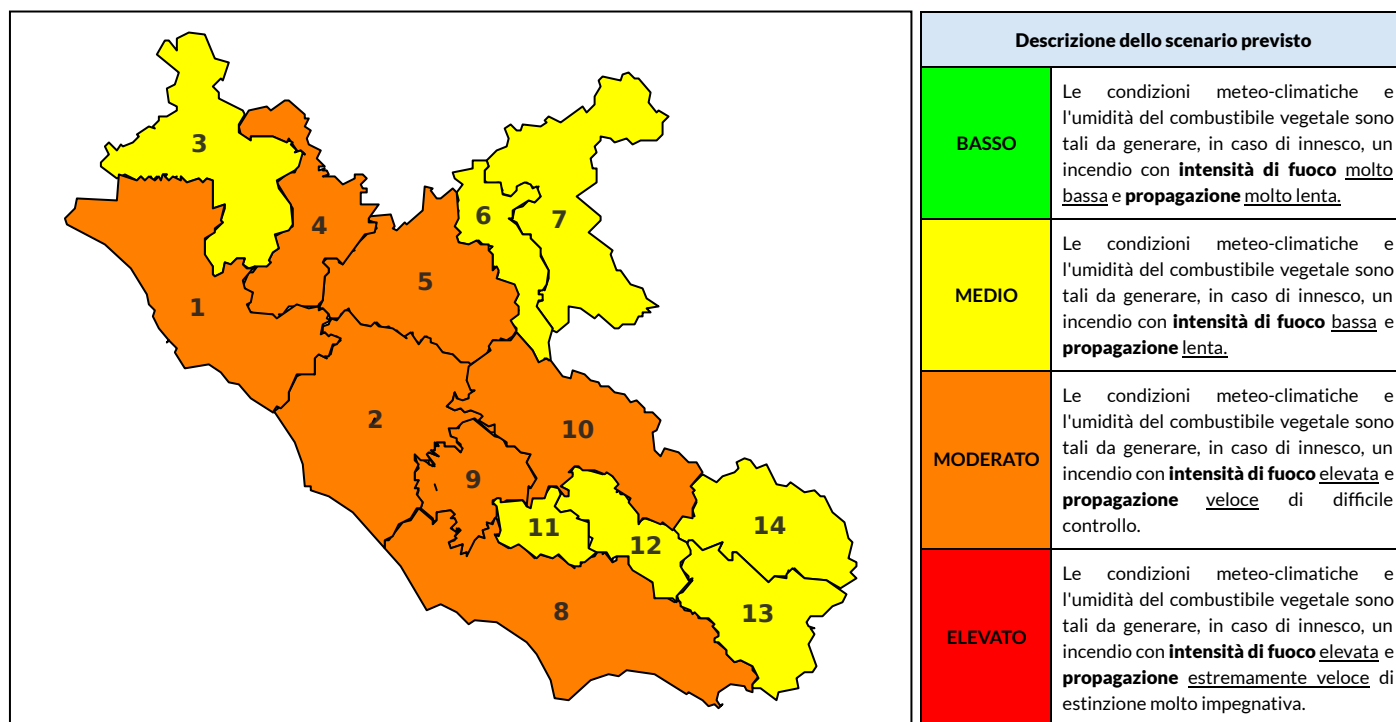 3
4
6
7
5
1
2
10
9
11
12
14
8
13
Descrizione dello scenario previsto
BASSO
Le condizioni meteo-climatiche e
l'umidità del combustibile vegetale sono
tali da generare, in caso di innesco, un
incendio con intensità di fuoco molto
bassa e propagazione molto lenta.
MEDIO
Le condizioni meteo-climatiche e
l'umidità del combustibile vegetale sono
tali da generare, in caso di innesco, un
incendio con intensità di fuoco bassa e
propagazione lenta.
MODERATO
Le condizioni meteo-climatiche e
l'umidità del combustibile vegetale sono
tali da generare, in caso di innesco, un
incendio con intensità di fuoco elevata e
propagazione veloce di difficile
controllo.
ELEVATO
Le condizioni meteo-climatiche e
l'umidità del combustibile vegetale sono
tali da generare, in caso di innesco, un
incendio con intensità di fuoco elevata e
propagazione estremamente veloce di
estinzione molto impegnativa.